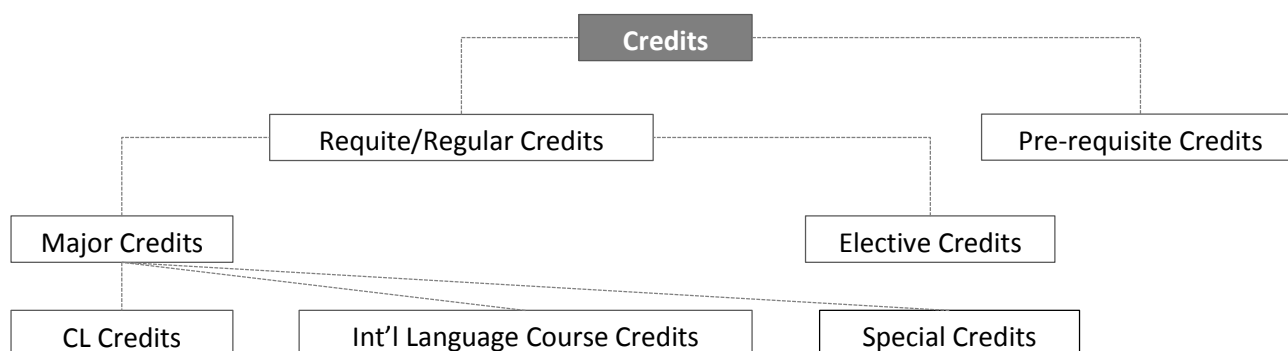 Credits
Requite/Regular Credits
Pre-requisite Credits
Major Credits
Elective Credits
CL Credits
Int’l Language Course Credits
Special Credits